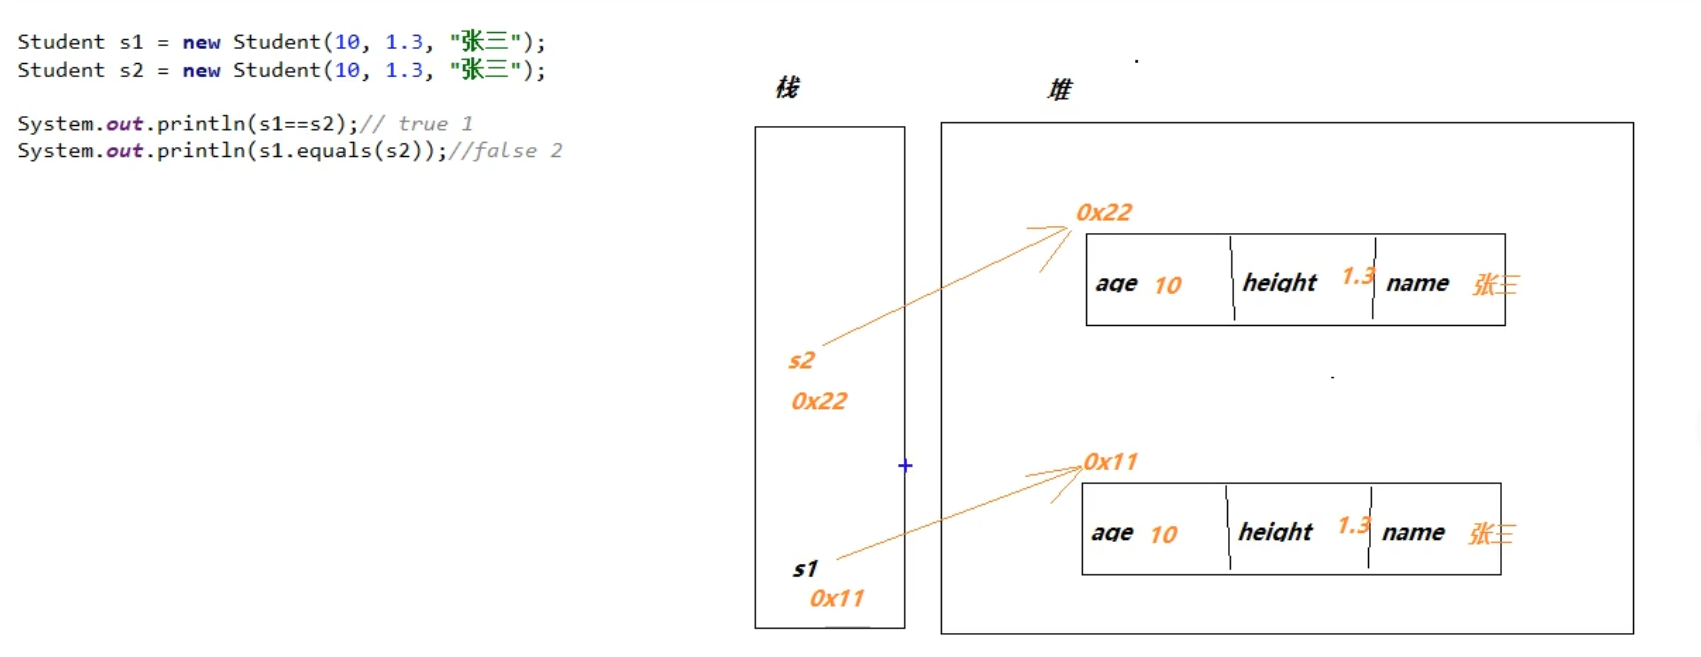 Student s1 = new Student(10, 1.3, "张三");
Student s2 = new Student(10, 1.3, "张三");
System.out.println(s1==s2);// true 1
System.out.println(s1.equals(s2));//false 2
栈
堆
0x22
age 10 height 1.3 name 张三
s2
0x22
0x11
age 10 height 1.3 name 张三
s1
0x11